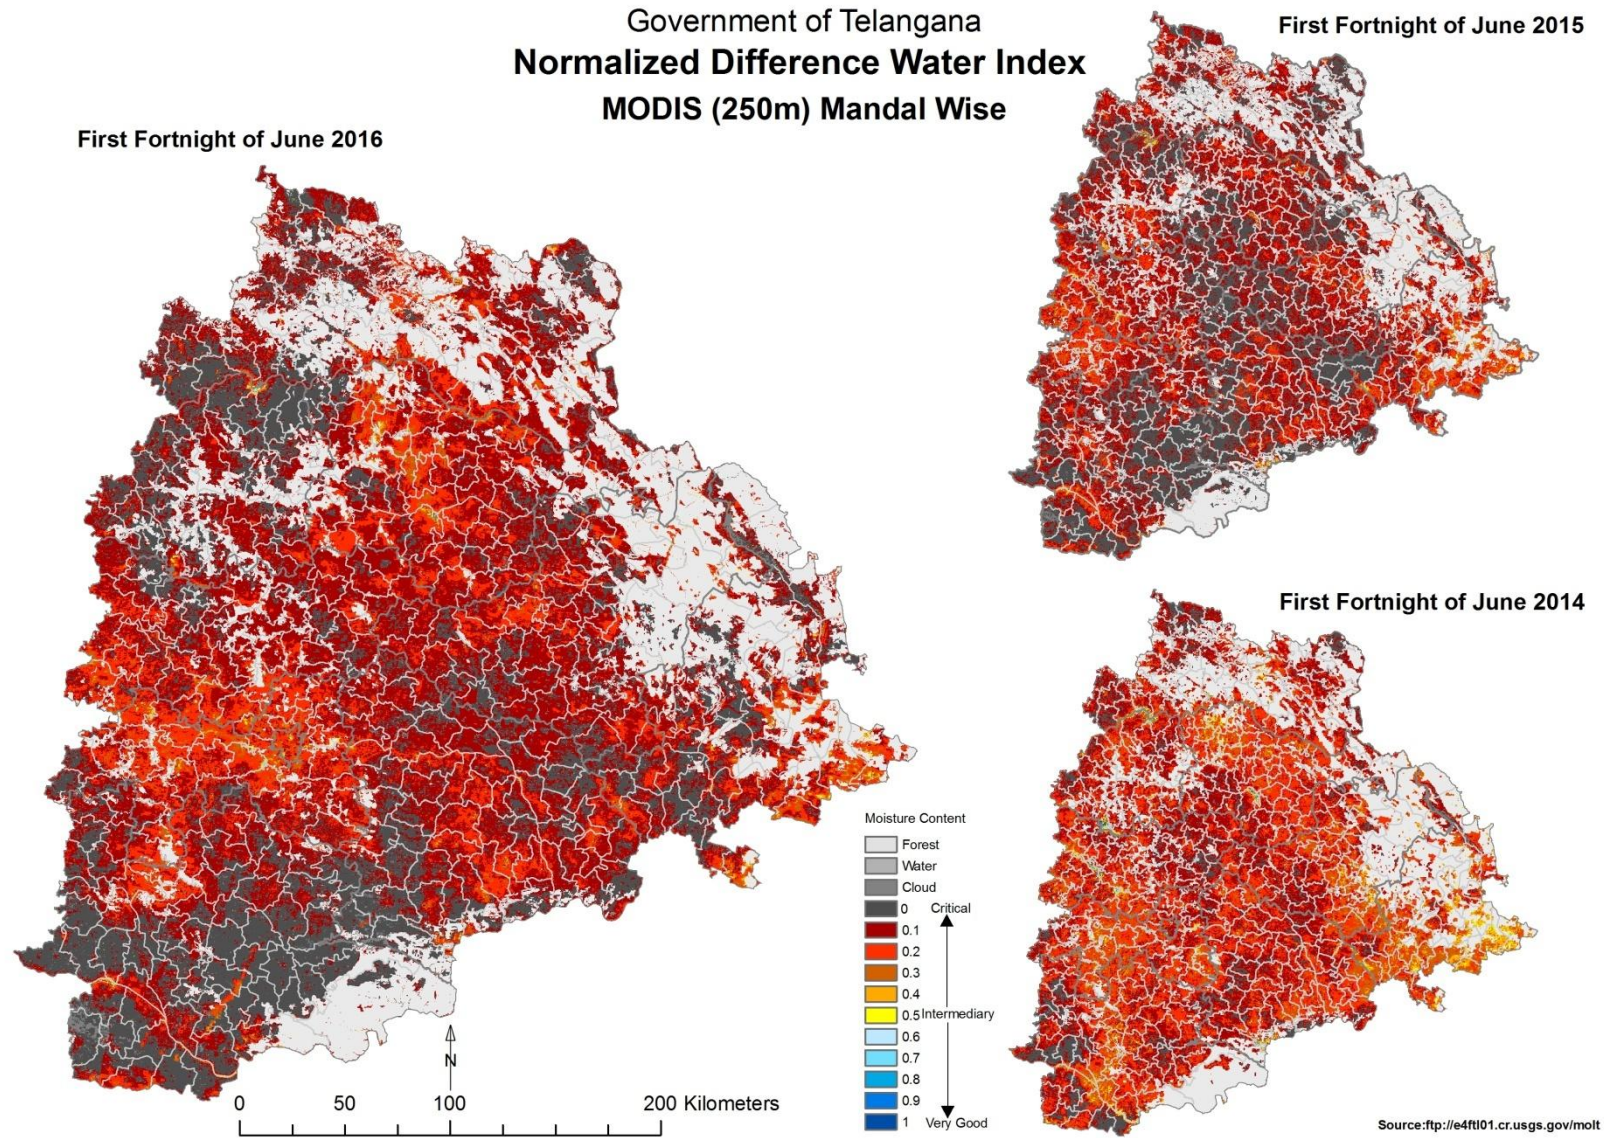 Government of Telangana
Normalized Difference Water Index
MODIS (250m) Mandal Wise
First Fortnight of June 2016
First Fortnight of June 2015
First Fortnight of June 2014
Moisture Content
Forest
Water
Cloud
0 Critical
0.1
0.2
0.3
0.4
0.5 Intermediary
0.6
0.7
0.8
0.9
1 Very Good
N
0 50 100 200 Kilometers
Source:ftp://e4ftl01.cr.usgs.gov/molt